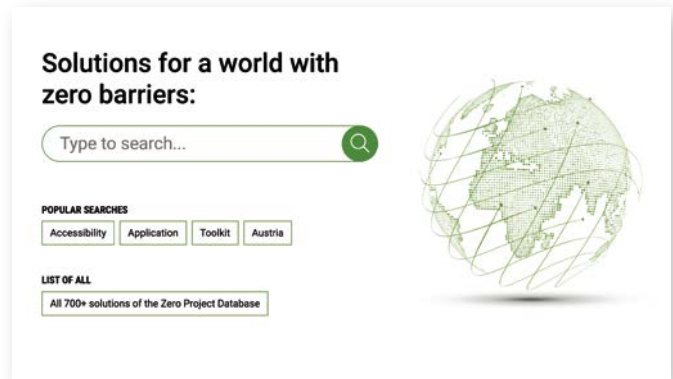 Solutions for a world with
zero barriers:
Type to search...
POPULAR SEARCHES
Accessibility
Application
Toolkit
Austria
LIST OF ALL
All 700+ solutions of the Zero Project Database